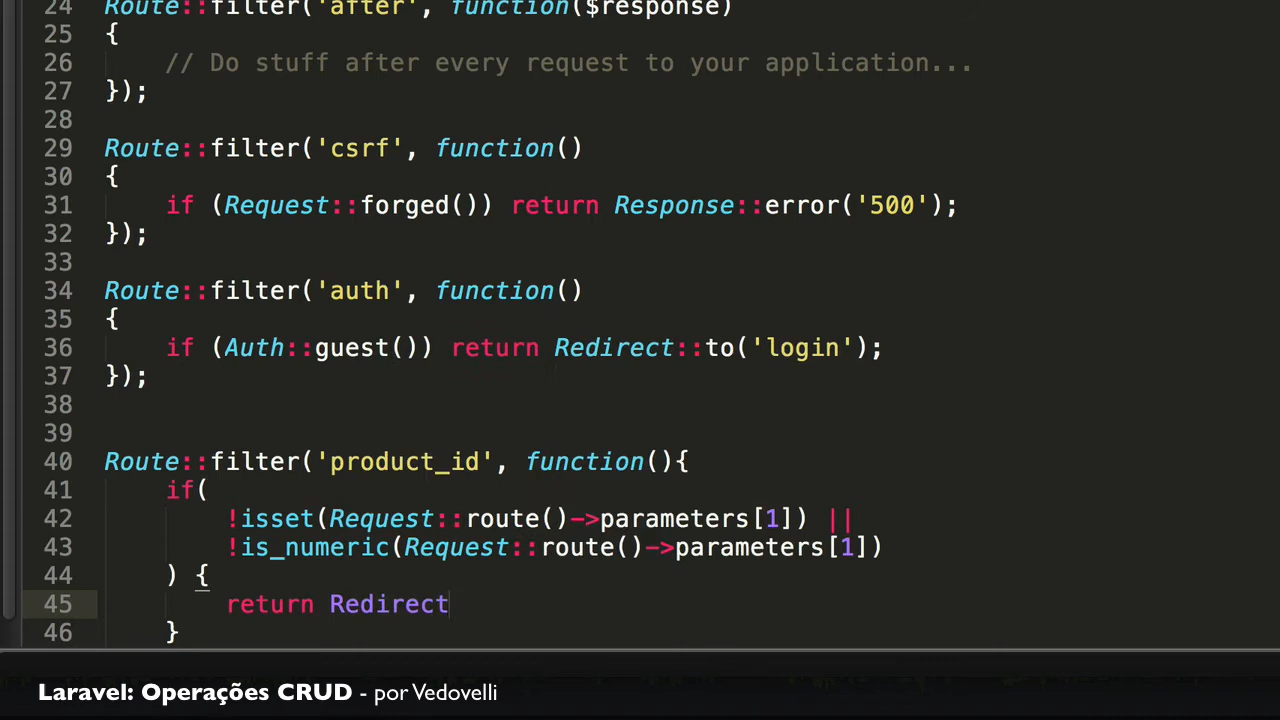 24 Route::filter('after', function($response)
25 {
26     // Do stuff after every request to your application...
27 });
28
29 Route::filter('csrf', function()
30 {
31     if (Request::forged()) return Response::error('500');
32 });
33
34 Route::filter('auth', function()
35 {
36     if (Auth::guest()) return Redirect::to('login');
37 });
38
39
40 Route::filter('product_id', function(){
41     if(
42         !isset(Request::route()->parameters[1]) ||
43         !is_numeric(Request::route()->parameters[1])
44     ) {
45         return Redirect
46     }
Laravel: Operações CRUD - por Vedovelli